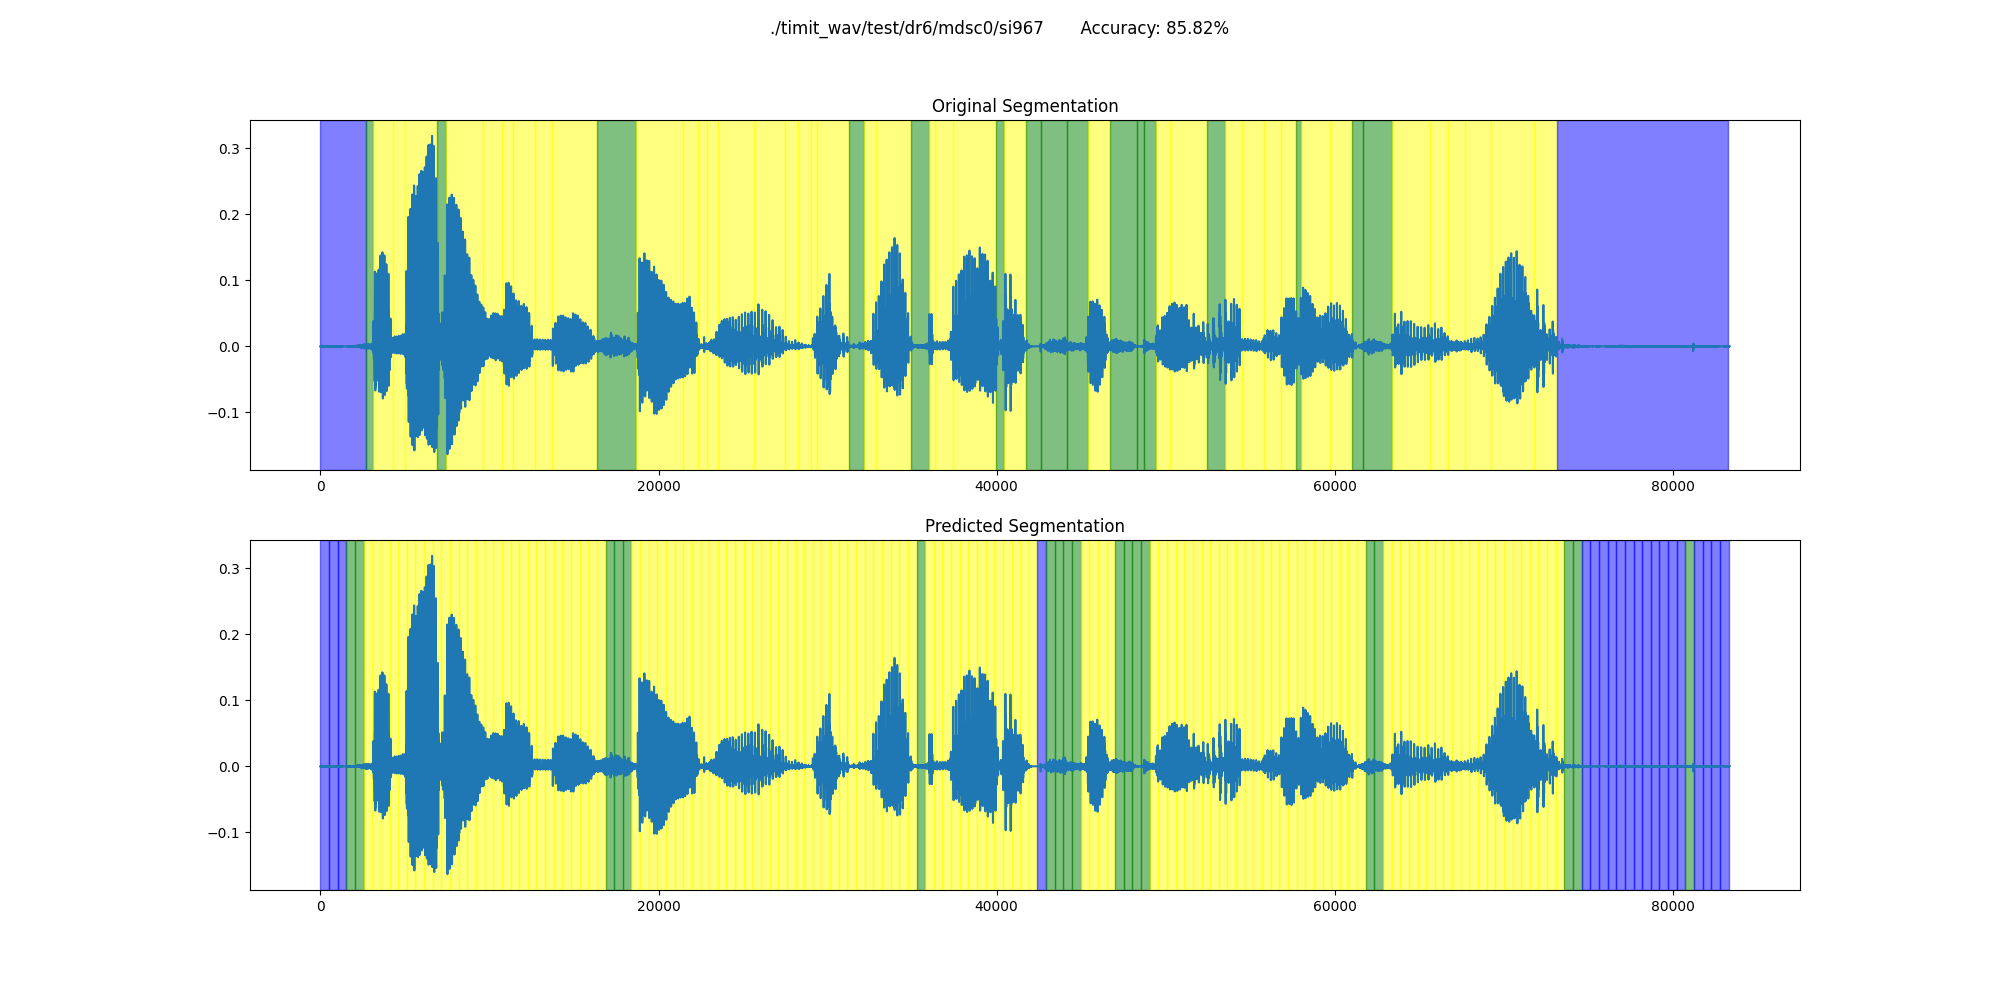 ./timit_wav/test/dr6/mdsc0/si967 Accuracy: 85.82%
Original Segmentation
0.3
0.2
0.1
0.0
−0.1
0 20000 40000 60000 80000
Predicted Segmentation
0.3
0.2
0.1
0.0
−0.1
0 20000 40000 60000 80000